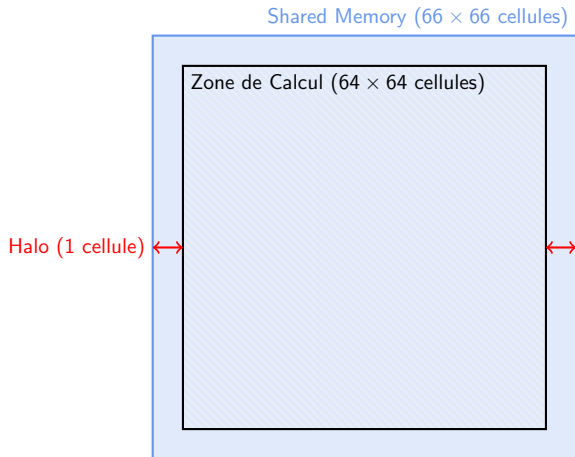 Shared Memory (66 × 66 cellules)
Zone de Calcul (64 × 64 cellules)
Halo (1 cellule)